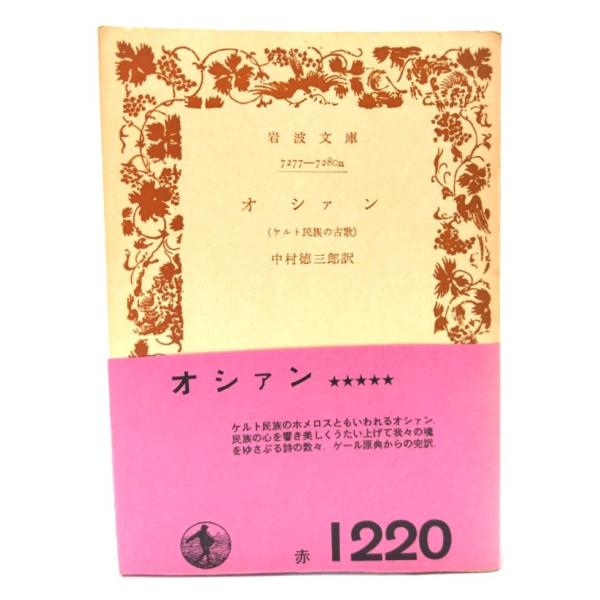 岩波文庫
7277—7280a
オシァン
(ケルト民族の古歌)
中村徳三郎訳
オシァン ★★★★★
ケルト民族のホメロスともいわれるオシァン.
民族の心を響き美しくうたい上げて我々の魂
をゆさぶる詩の数々. ケール原典からの完訳.
赤 1220